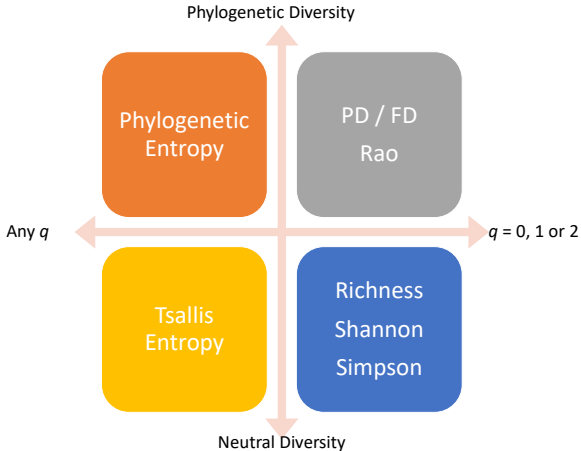 Phylogenetic Diversity
Phylogenetic
Entropy
PD / FD
Rao
Any q
q = 0, 1 or 2
Tsallis
Entropy
Richness
Shannon
Simpson
Neutral Diversity